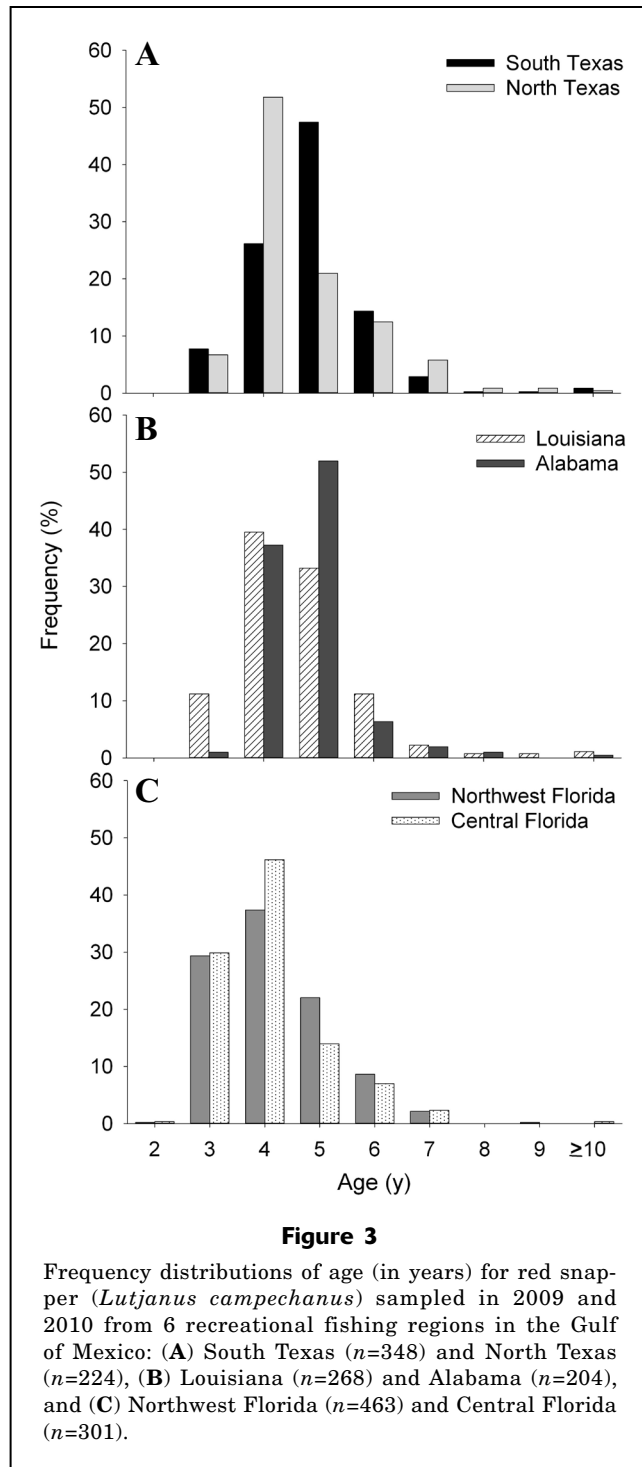 A
60
50
40
30
20
10
0
South Texas
North Texas
B
60
50
40
30
20
10
0
Louisiana
Alabama
Frequency (%)
C
60
50
40
30
20
10
0
Northwest Florida
Central Florida
2 3 4 5 6 7 8 9 ≥10
Age (y)
Figure 3
Frequency distributions of age (in years) for red snap-
per (Lutjanus campechanus) sampled in 2009 and
2010 from 6 recreational fishing regions in the Gulf
of Mexico: (A) South Texas (n=348) and North Texas
(n=224), (B) Louisiana (n=268) and Alabama (n=204),
and (C) Northwest Florida (n=463) and Central Florida
(n=301).